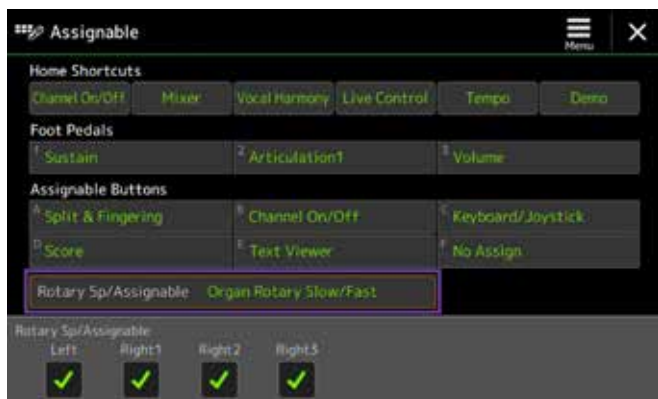 Assignable
Menu
Home Shortcuts
Channel On/Off Mixer Vocal Harmony Live Control Tempo Demo
Foot Pedals
1 Sustain 2 Articulation1 3 Volume
Assignable Buttons
A Split & Fingering B Channel On/Off C Keyboard/Joystick
D Score E Text Viewer F No Assign
Rotary Sp/Assignable Organ Rotary Slow/Fast
Rotary Sp/Assignable
Left Right1 Right2 Right3